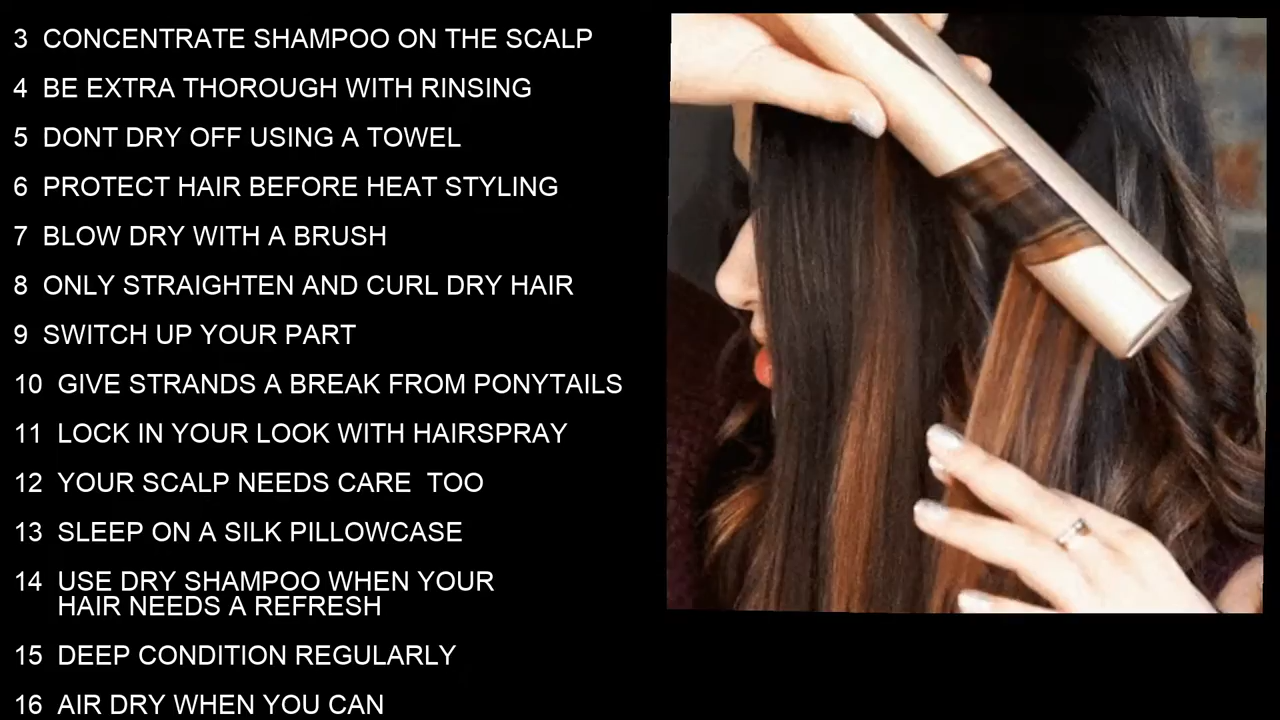 3 CONCENTRATE SHAMPOO ON THE SCALP
4 BE EXTRA THOROUGH WITH RINSING
5 DONT DRY OFF USING A TOWEL
6 PROTECT HAIR BEFORE HEAT STYLING
7 BLOW DRY WITH A BRUSH
8 ONLY STRAIGHTEN AND CURL DRY HAIR
9 SWITCH UP YOUR PART
10 GIVE STRANDS A BREAK FROM PONYTAILS
11 LOCK IN YOUR LOOK WITH HAIRSPRAY
12 YOUR SCALP NEEDS CARE TOO
13 SLEEP ON A SILK PILLOWCASE
14 USE DRY SHAMPOO WHEN YOUR
HAIR NEEDS A REFRESH
15 DEEP CONDITION REGULARLY
16 AIR DRY WHEN YOU CAN